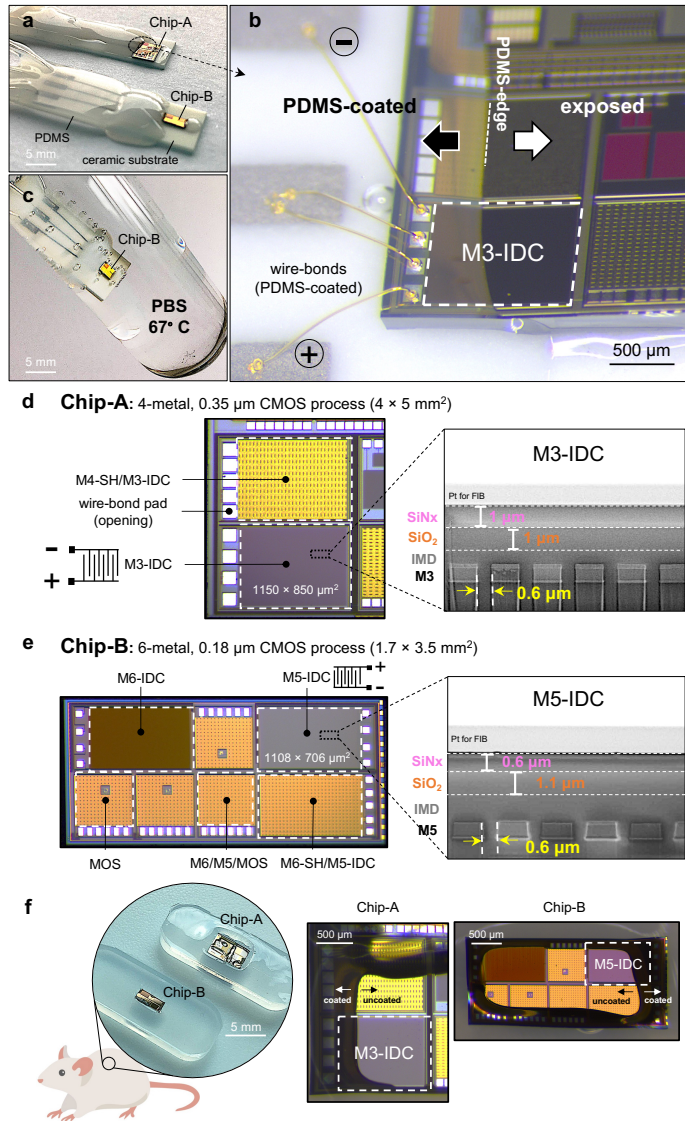 a
Chip-A
Chip-B
PDMS
ceramic substrate
5 mm
b
−
PDMS-coated
PDMS-edge
exposed
M3-IDC
wire-bonds
(PDMS-coated)
+
500 µm
c
Chip-B
PBS
67° C
5 mm
d
Chip-A: 4-metal, 0.35 µm CMOS process (4 × 5 mm²)
M4-SH/M3-IDC
wire-bond pad
(opening)
-
+
M3-IDC
1150 × 850 µm²
M3-IDC
Pt for FIB
SiNx
1 µm
SiO₂
1 µm
IMD
M3
0.6 µm
e
Chip-B: 6-metal, 0.18 µm CMOS process (1.7 × 3.5 mm²)
M6-IDC
M5-IDC
+
-
1108 × 706 µm²
MOS
M6/M5/MOS
M6-SH/M5-IDC
M5-IDC
Pt for FIB
SiNx
0.6 µm
SiO₂
1.1 µm
IMD
M5
0.6 µm
f
Chip-A
Chip-B
5 mm
Chip-A
500 µm
coated
uncoated
M3-IDC
Chip-B
500 µm
M5-IDC
uncoated
coated